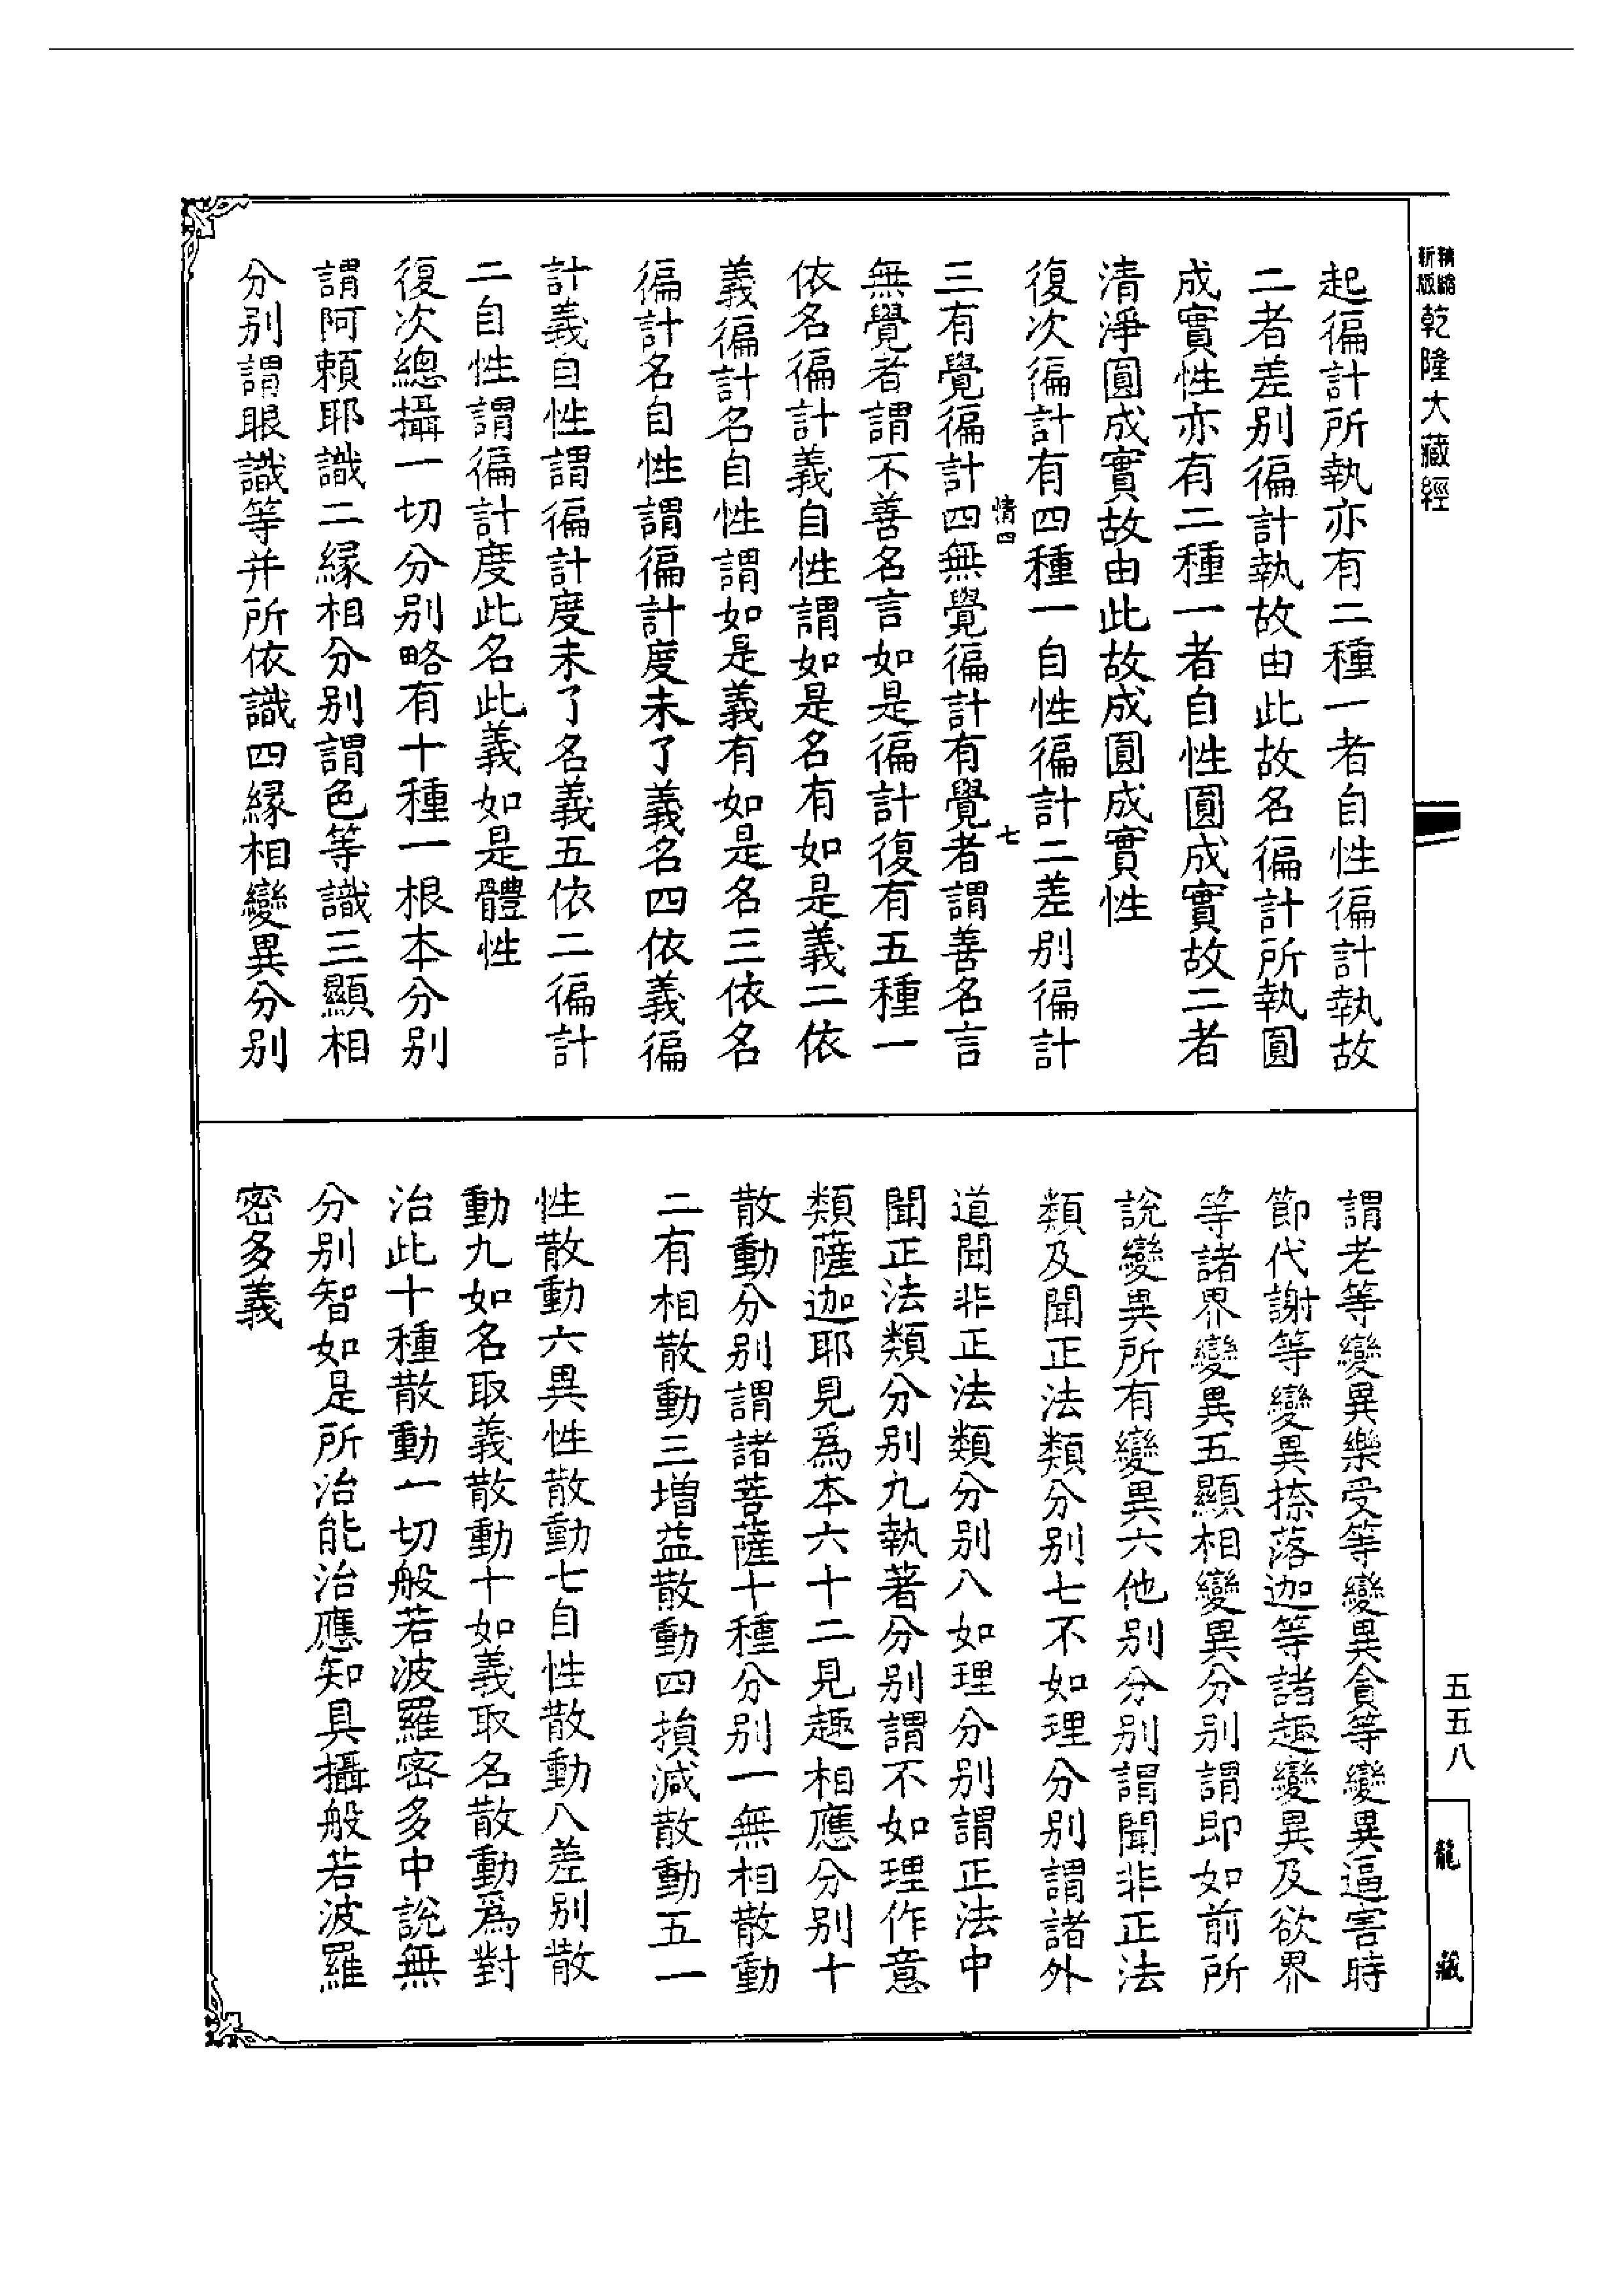 新版
精縮
乾隆大藏經
起徧計所執亦有二種一者自性徧計執故
二者差别徧計執故由此故名徧計所執圓
成實性亦有二種一者自性圓成實故二者
清淨圓成實故由此故成圓成實性
復次徧計有四種一自性徧計二差别徧計
情四
七
三有覺徧計四無覺徧計有覺者謂善名言
無覺者謂不善名言如是徧計復有五種一
依名徧計義自性謂如是名有如是義二依
義徧計名自性謂如是義有如是名三依名
徧計名自性謂徧計度未了義名四依義徧
計義自性謂徧計度未了名義五依二徧計
二自性謂徧計度此名此義如是體性
復次總攝一切分别略有十種一根本分别
謂阿賴耶識二緣相分别謂色等識三顯相
分别謂眼識等并所依識四緣相變異分别
謂老等變異樂受等變異貪等變異逼害時
節代謝等變異捺落迦等諸趣變異及欲界
等諸界變異五顯相變異分别謂即如前所
說變異所有變異六他别分别謂聞非正法
類及聞正法類分别七不如理分别謂諸外
道聞非正法類分别八如理分别謂正法中
聞正法類分别九執著分别謂不如理作意
類薩迦耶見爲本六十二見趣相應分别十
散動分别謂諸菩薩十種分别一無相散動
二有相散動三增益散動四損減散動五一
性散動六異性散動七自性散動八差别散
動九如名取義散動十如義取名散動爲對
治此十種散動一切般若波羅密多中說無
分别智如是所治能治應知具攝般若波羅
密多義
五五八
龍藏